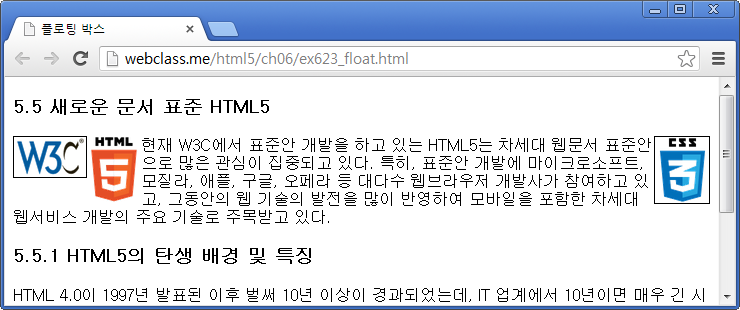 플로팅 박스
webclass.me/html5/ch06/ex623_float.html
5.5 새로운 문서 표준 HTML5
W3C
HTML
5
현재 W3C에서 표준안 개발을 하고 있는 HTML5는 차세대 웹문서 표준안
으로 많은 관심이 집중되고 있다. 특히, 표준안 개발에 마이크로소프트,
모질라, 애플, 구글, 오페라 등 대다수 웹브라우저 개발사가 참여하고 있
고, 그동안의 웹 기술의 발전을 많이 반영하여 모바일을 포함한 차세대
웹서비스 개발의 주요 기술로 주목받고 있다.
CSS
3
5.5.1 HTML5의 탄생 배경 및 특징
HTML 4.0이 1997년 발표된 이후 벌써 10년 이상이 경과되었는데, IT 업계에서 10년이면 매우 긴 시